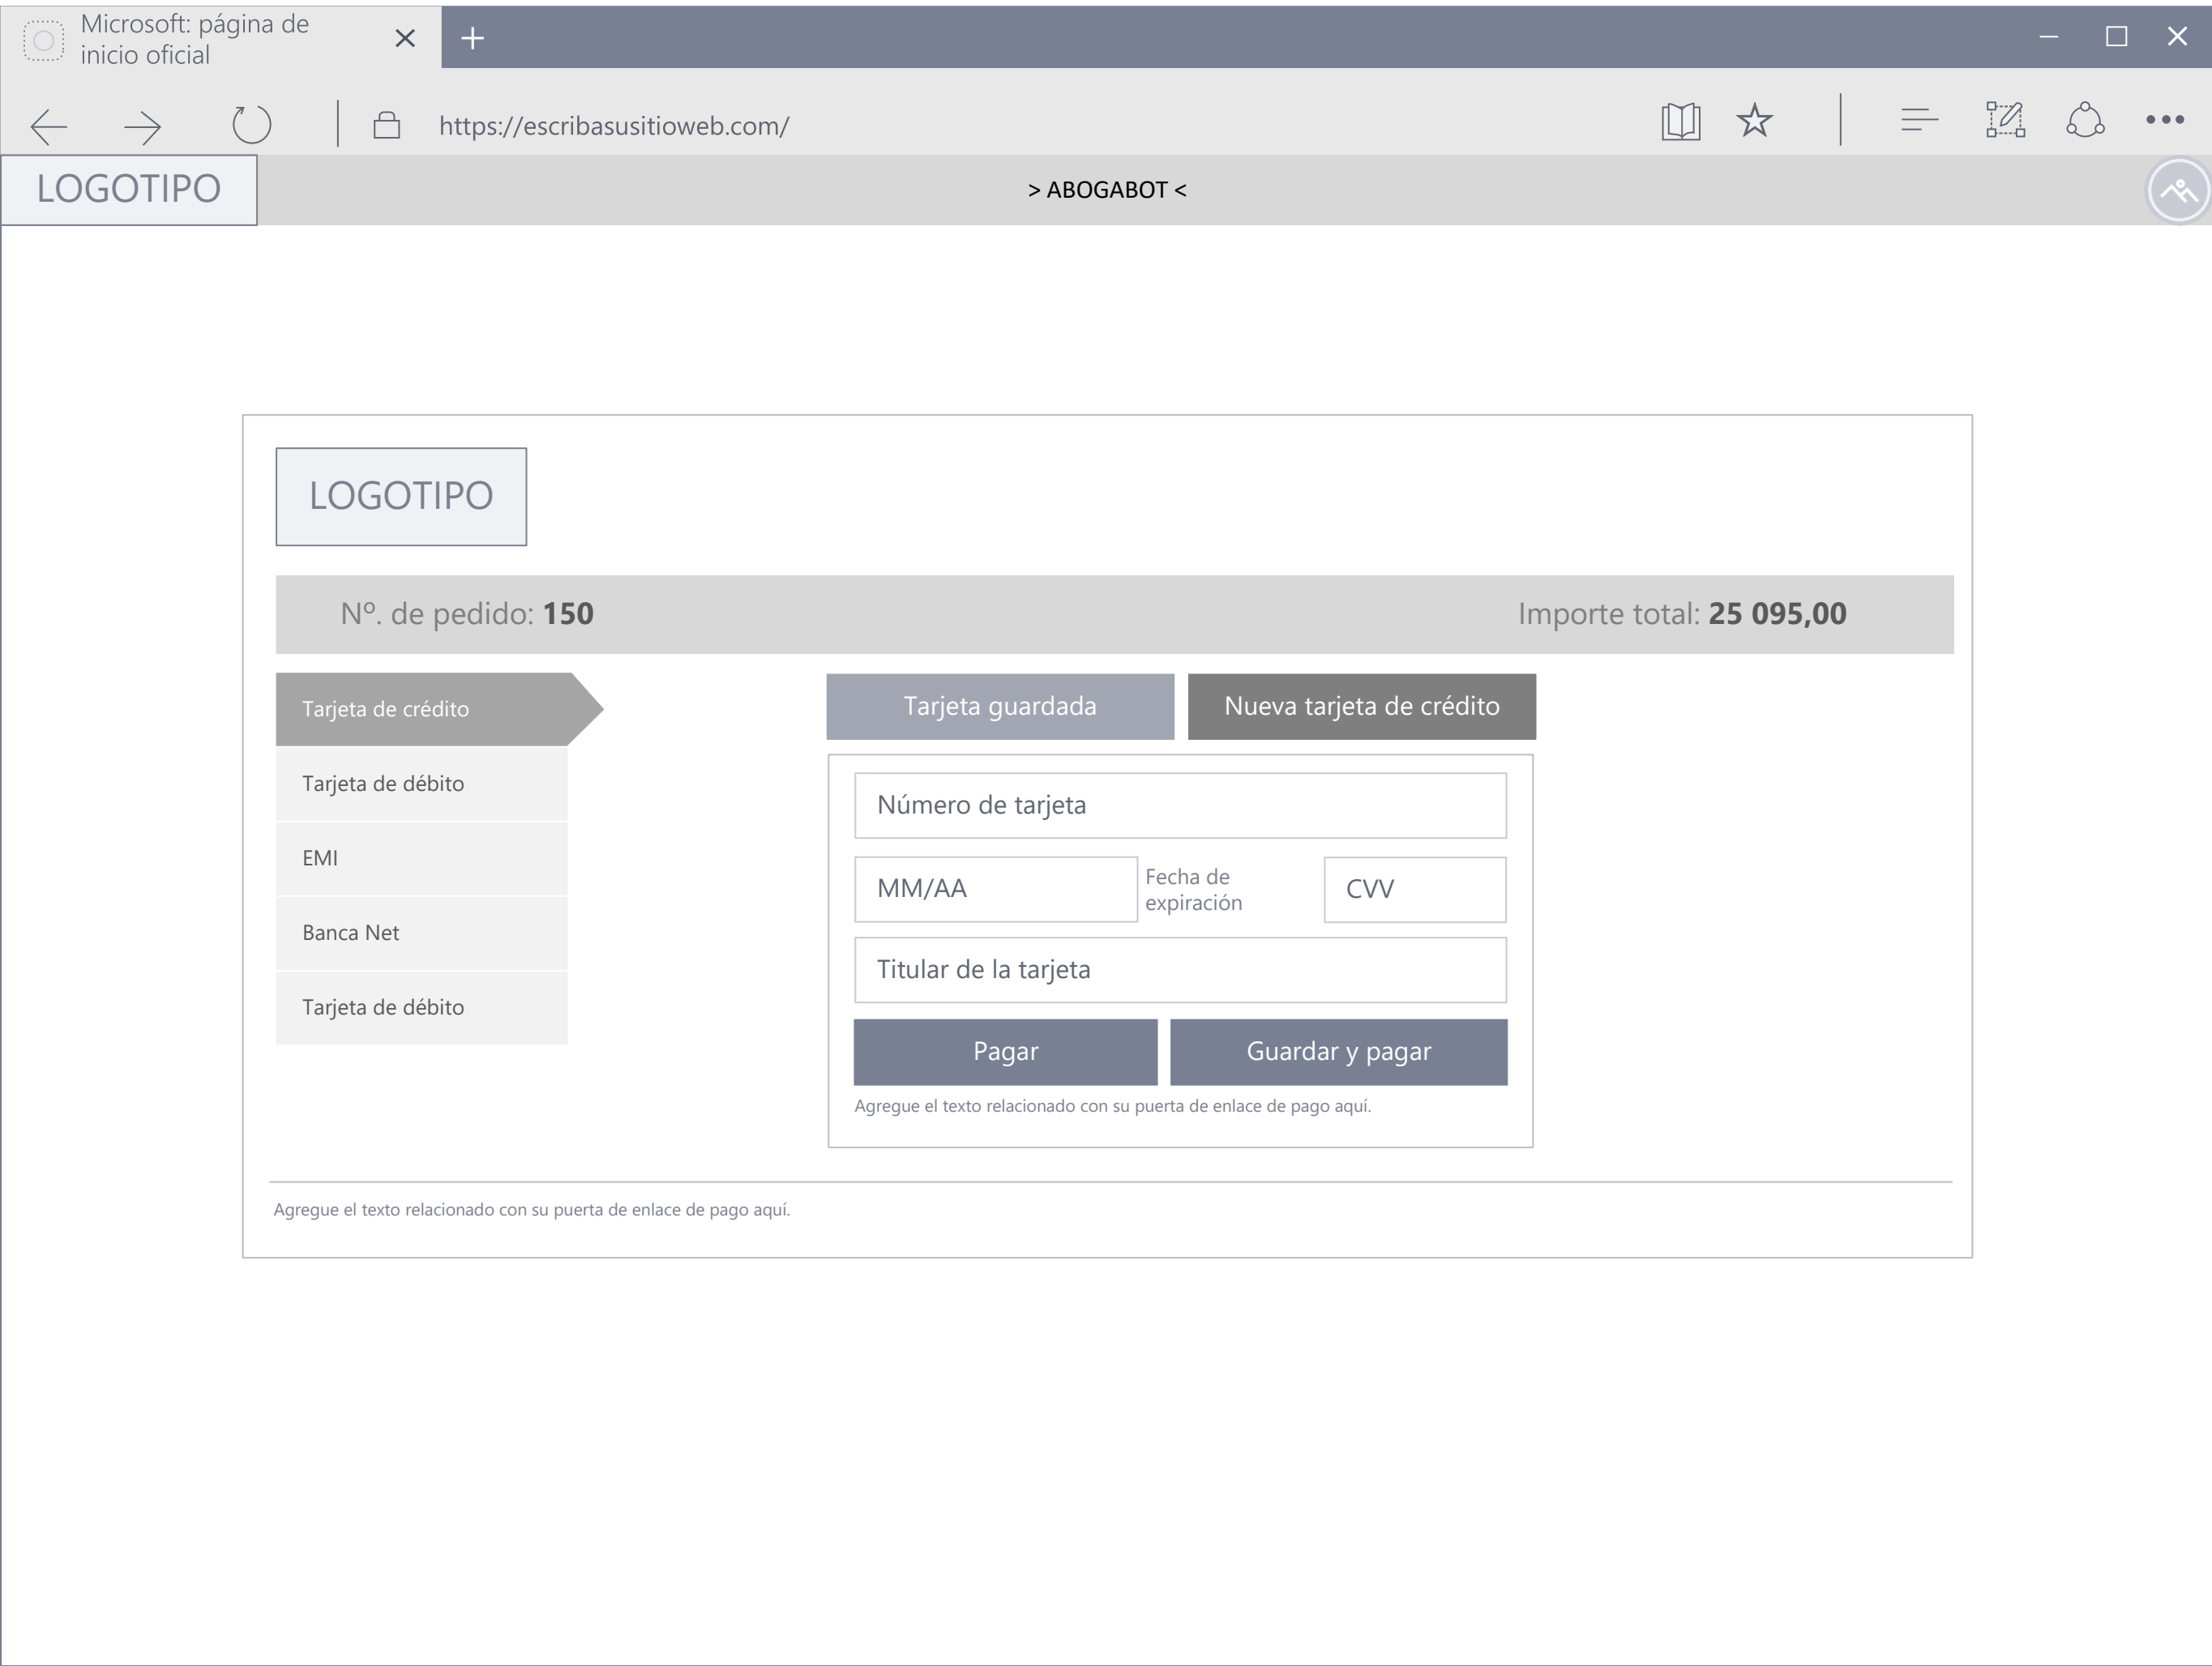 Microsoft: página de
inicio oficial
https://escribasusitioweb.com/
LOGOTIPO
> ABOGABOT <
LOGOTIPO
Nº. de pedido: 150
Importe total: 25 095,00
Tarjeta de crédito
Tarjeta de débito
EMI
Banca Net
Tarjeta de débito
Tarjeta guardada
Nueva tarjeta de crédito
Número de tarjeta
MM/AA
Fecha de
expiración
CVV
Titular de la tarjeta
Pagar
Guardar y pagar
Agregue el texto relacionado con su puerta de enlace de pago aquí.
Agregue el texto relacionado con su puerta de enlace de pago aquí.